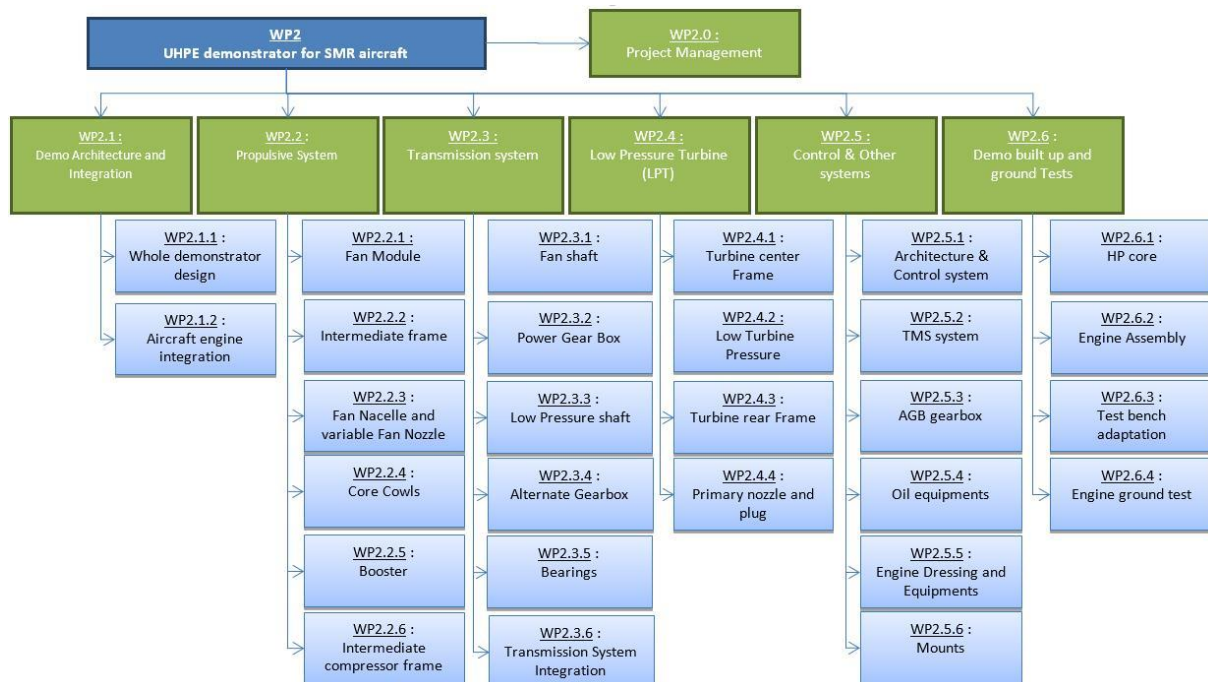 WP2
UHPE demonstrator for SMR aircraft
WP2.0 :
Project Management
WP2.1 :
Demo Architecture and
Integration
WP2.2 :
Propulsive System
WP2.3 :
Transmission system
WP2.4 :
Low Pressure Turbine
(LPT)
WP2.5 :
Control & Other
systems
WP2.6 :
Demo built up and
ground Tests
WP2.1.1 :
Whole demonstrator
design
WP2.1.2 :
Aircraft engine
integration
WP2.2.1 :
Fan Module
WP2.2.2 :
Intermediate frame
WP2.2.3 :
Fan Nacelle and
variable Fan Nozzle
WP2.2.4 :
Core Cowls
WP2.2.5 :
Booster
WP2.2.6 :
Intermediate
compressor frame
WP2.3.1 :
Fan shaft
WP2.3.2 :
Power Gear Box
WP2.3.3 :
Low Pressure shaft
WP2.3.4 :
Alternate Gearbox
WP2.3.5 :
Bearings
WP2.3.6 :
Transmission System
Integration
WP2.4.1 :
Turbine center
Frame
WP2.4.2 :
Low Turbine
Pressure
WP2.4.3 :
Turbine rear Frame
WP2.4.4 :
Primary nozzle and
plug
WP2.5.1 :
Architecture &
Control system
WP2.5.2 :
TMS system
WP2.5.3 :
AGB gearbox
WP2.5.4 :
Oil equipments
WP2.5.5 :
Engine Dressing and
Equipments
WP2.5.6 :
Mounts
WP2.6.1 :
HP core
WP2.6.2 :
Engine Assembly
WP2.6.3 :
Test bench
adaptation
WP2.6.4 :
Engine ground test